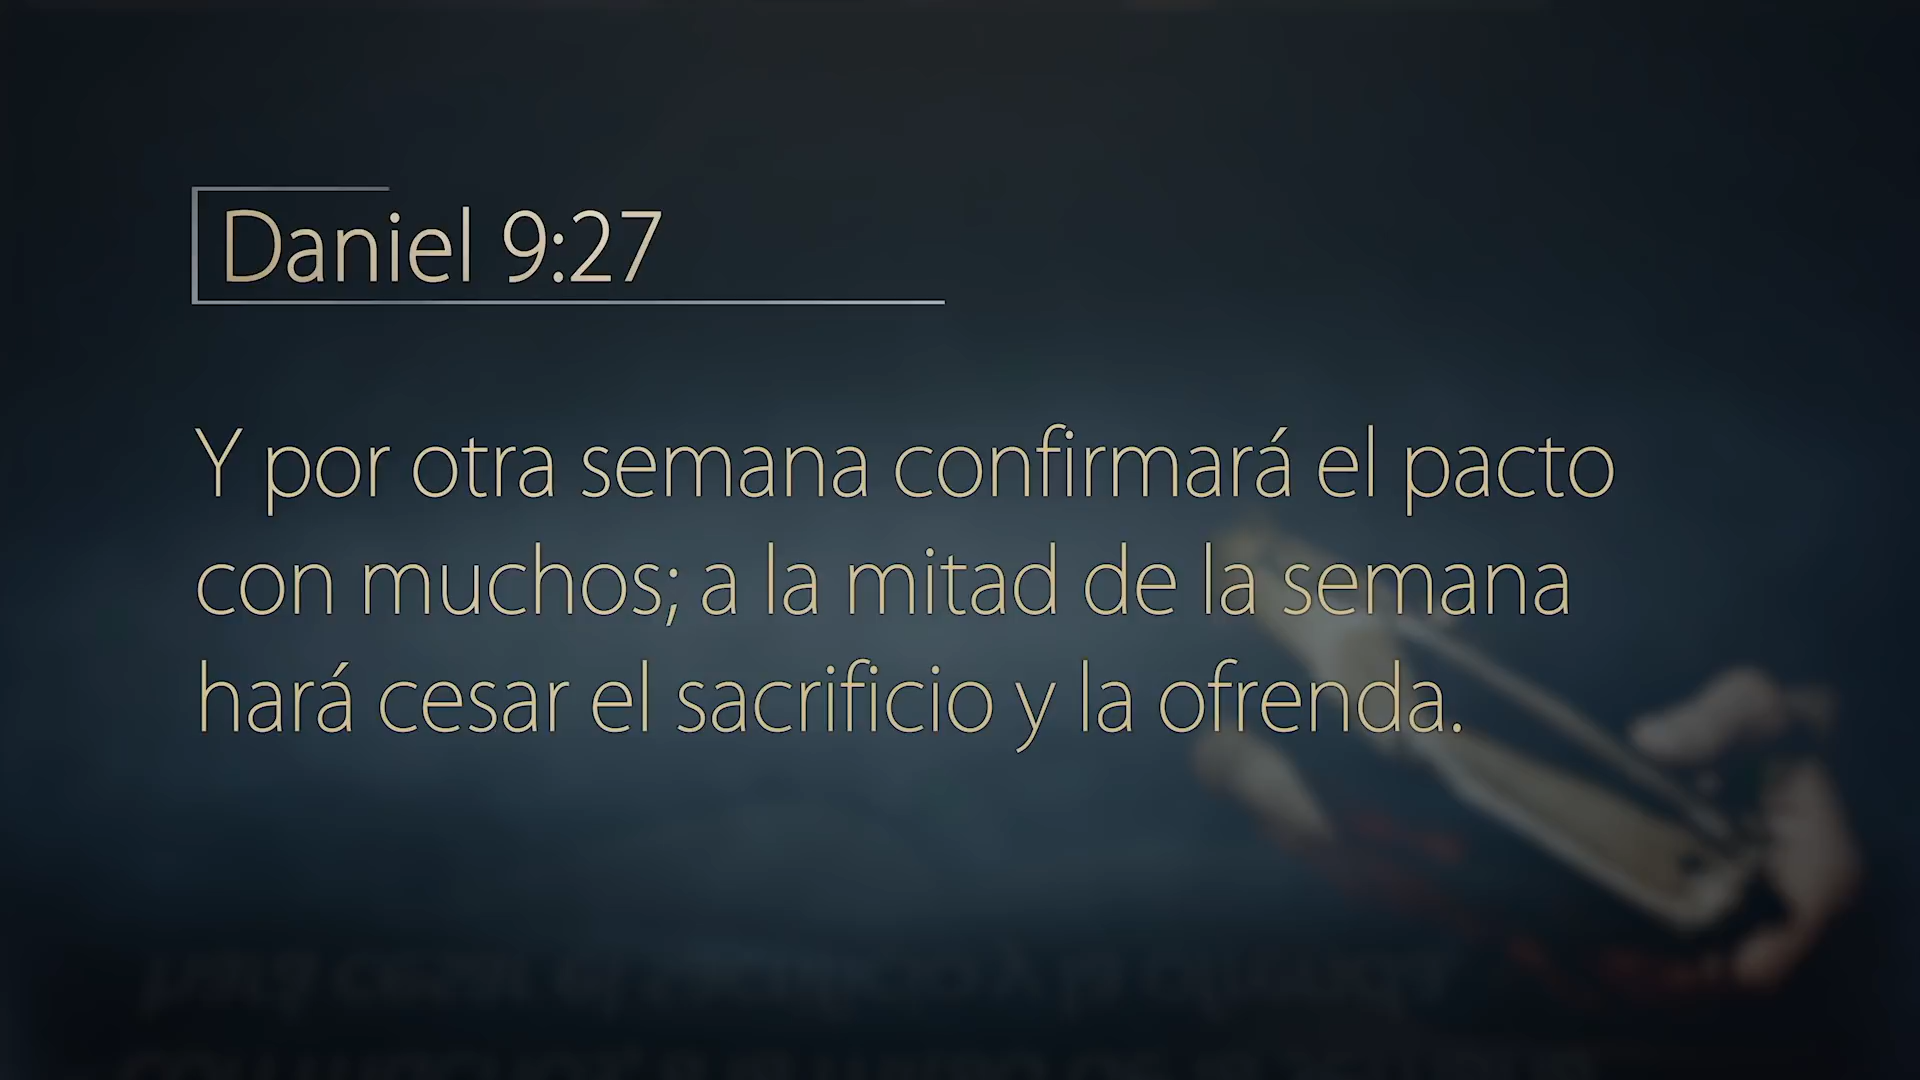 Daniel 9:27
Y por otra semana confirmará el pacto
con muchos; a la mitad de la semana
hará cesar el sacrificio y la ofrenda.